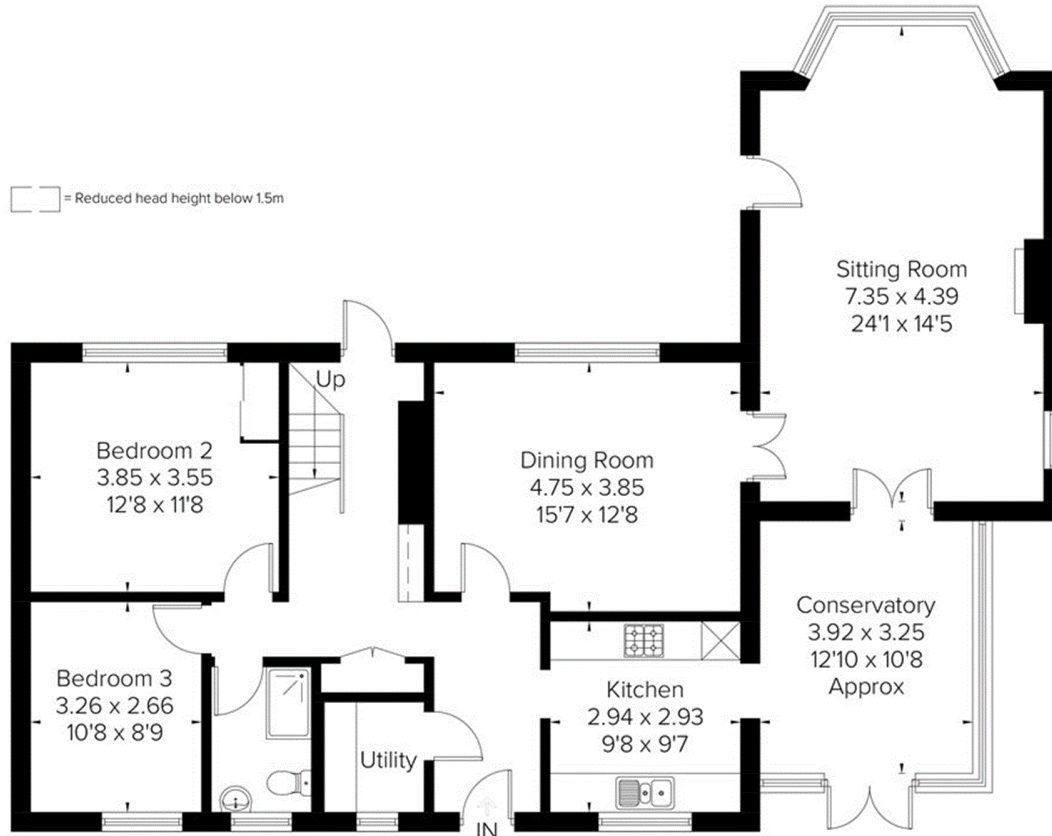 = Reduced head height below 1.5m
Sitting Room
7.35 x 4.39
24'1 x 14'5
Up
Bedroom 2
3.85 x 3.55
12'8 x 11'8
Dining Room
4.75 x 3.85
15'7 x 12'8
Conservatory
3.92 x 3.25
12'10 x 10'8
Approx
Bedroom 3
3.26 x 2.66
10'8 x 8'9
Kitchen
2.94 x 2.93
9'8 x 9'7
Utility
IN